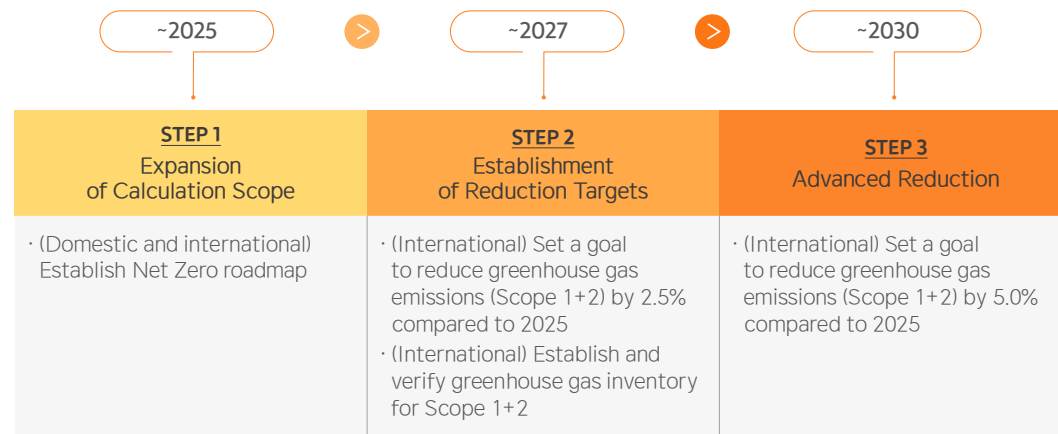 ~2025
>
~2027
>
~2030
STEP 1
Expansion
of Calculation Scope
STEP 2
Establishment
of Reduction Targets
STEP 3
Advanced Reduction
· (Domestic and international)
Establish Net Zero roadmap
· (International) Set a goal
to reduce greenhouse gas
emissions (Scope 1+2) by 2.5%
compared to 2025
· (International) Establish and
verify greenhouse gas inventory
for Scope 1+2
· (International) Set a goal
to reduce greenhouse gas
emissions (Scope 1+2) by 5.0%
compared to 2025